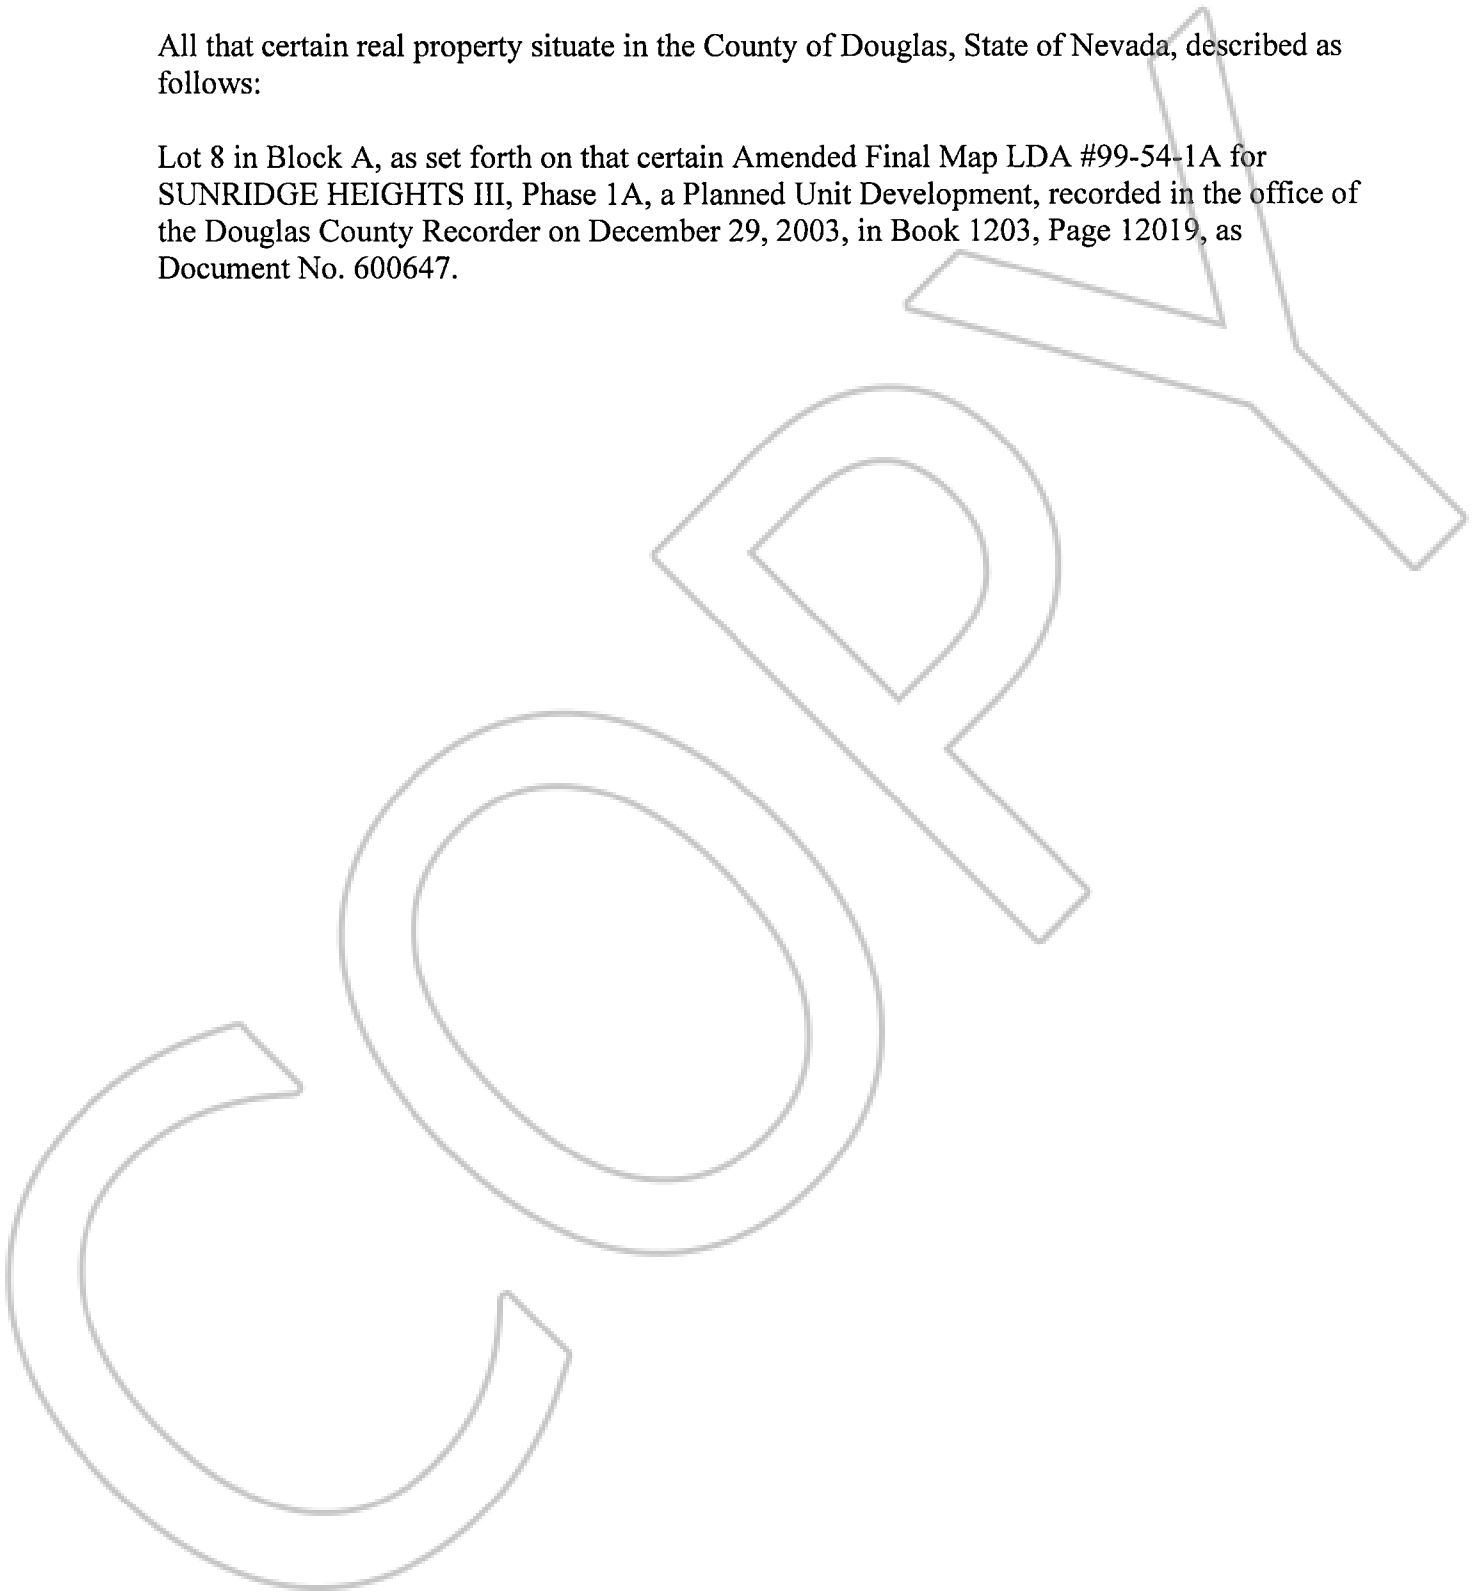 All that certain real property situate in the County of Douglas, State of Nevada, described as
follows:
Lot 8 in Block A, as set forth on that certain Amended Final Map LDA #99-54-1A for
SUNRIDGE HEIGHTS III, Phase 1A, a Planned Unit Development, recorded in the office of
the Douglas County Recorder on December 29, 2003, in Book 1203, Page 12019, as
Document No. 600647.
COPY